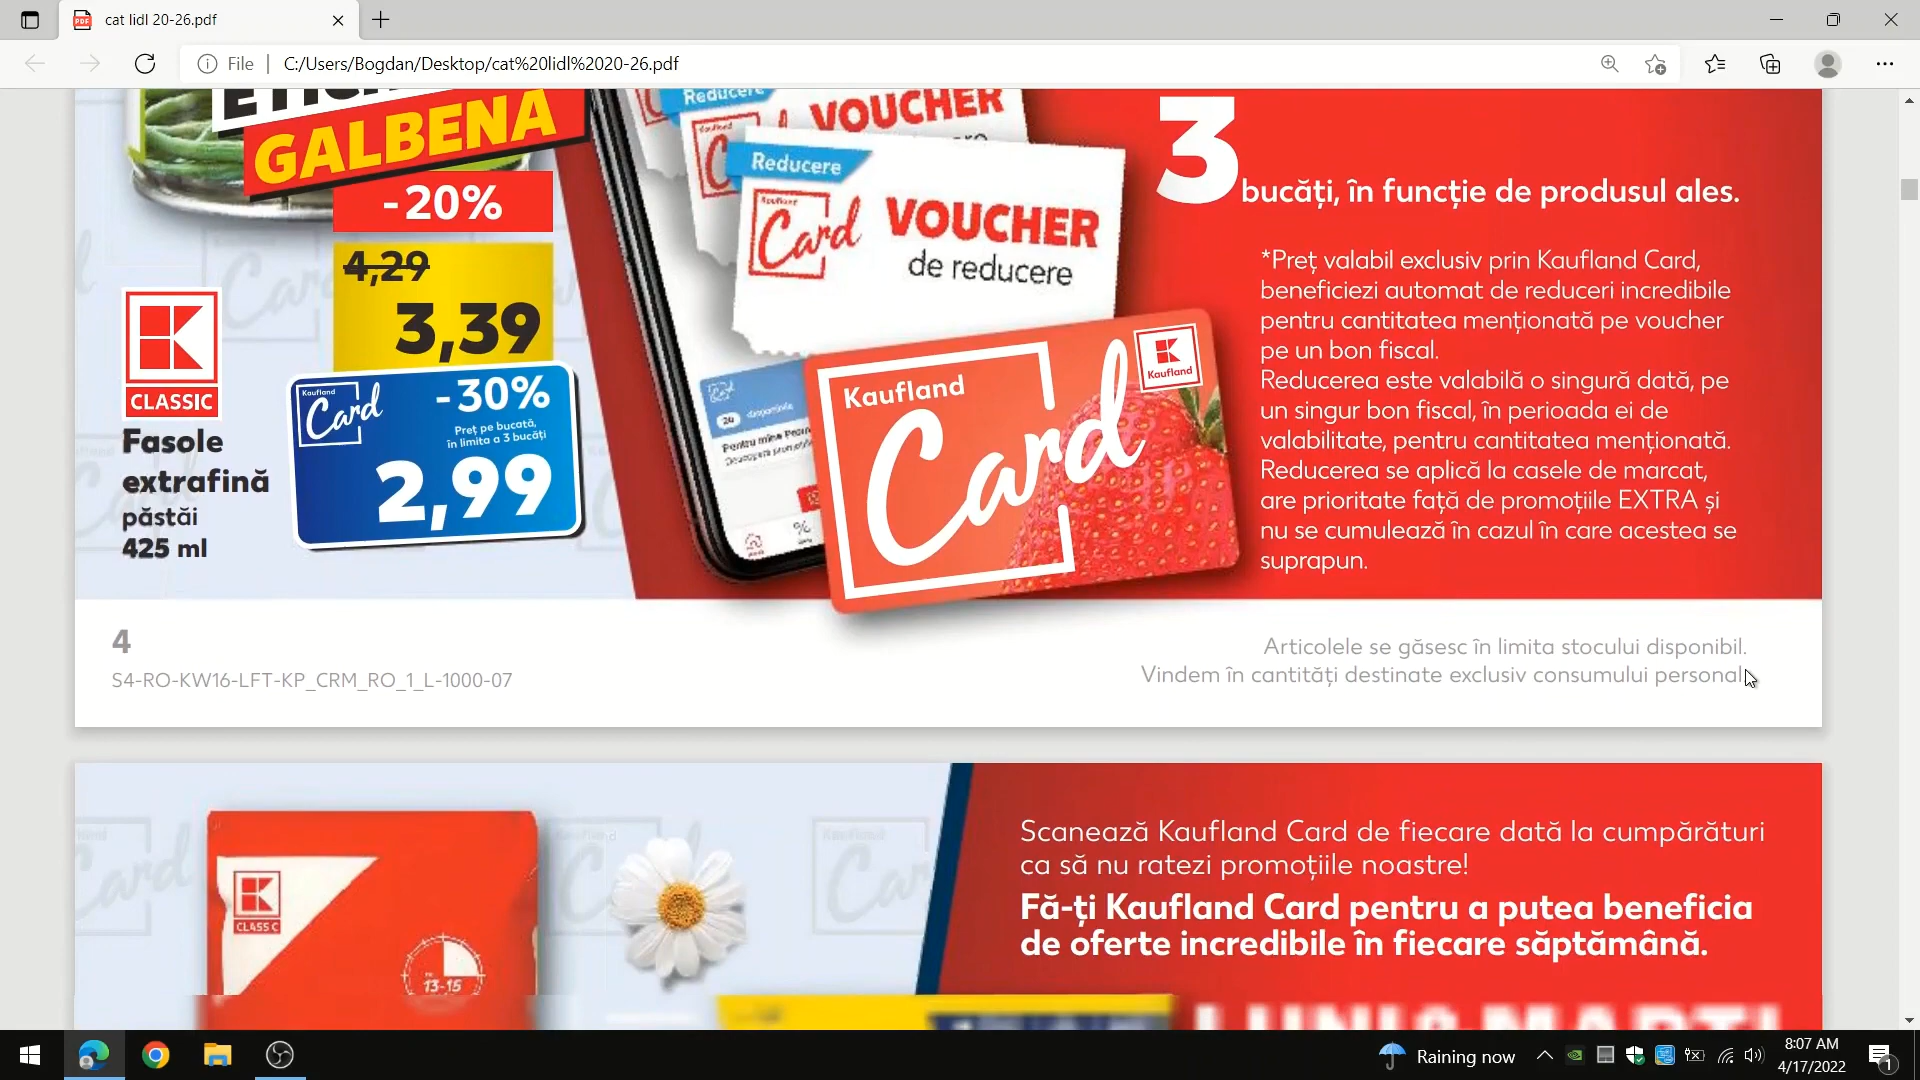 cat lidl 20-26.pdf
File
C:/Users/Bogdan/Desktop/cat%20lidl%2020-26.pdf
GALBENA
-20%
4,29
3,39
K
CLASSIC
Fasole
extrafină
păstăi
425 ml
Kaufland
Card
-30%
Preț pe bucată,
în limita a 3 bucăți
2,99
Reducere
VOUCHER
Reducere
Kaufland
Card
VOUCHER
de reducere
Kaufland
Card
Kaufland
3
bucăți, în funcție de produsul ales.
*Preț valabil exclusiv prin Kaufland Card,
beneficiezi automat de reduceri incredibile
pentru cantitatea menționată pe voucher
pe un bon fiscal.
Reducerea este valabilă o singură dată, pe
un singur bon fiscal, în perioada ei de
valabilitate, pentru cantitatea menționată.
Reducerea se aplică la casele de marcat,
are prioritate față de promoțiile EXTRA și
nu se cumulează în cazul în care acestea se
suprapun.
4
S4-RO-KW16-LFT-KP_CRM_RO_1_L-1000-07
Articolele se găsesc în limita stocului disponibil.
Vindem în cantități destinate exclusiv consumului personal.
K
CLASSIC
13-15
Scanează Kaufland Card de fiecare dată la cumpărături
ca să nu ratezi promoțiile noastre!
Fă-ți Kaufland Card pentru a putea beneficia
de oferte incredibile în fiecare săptămână.
Raining now
8:07 AM
4/17/2022
1